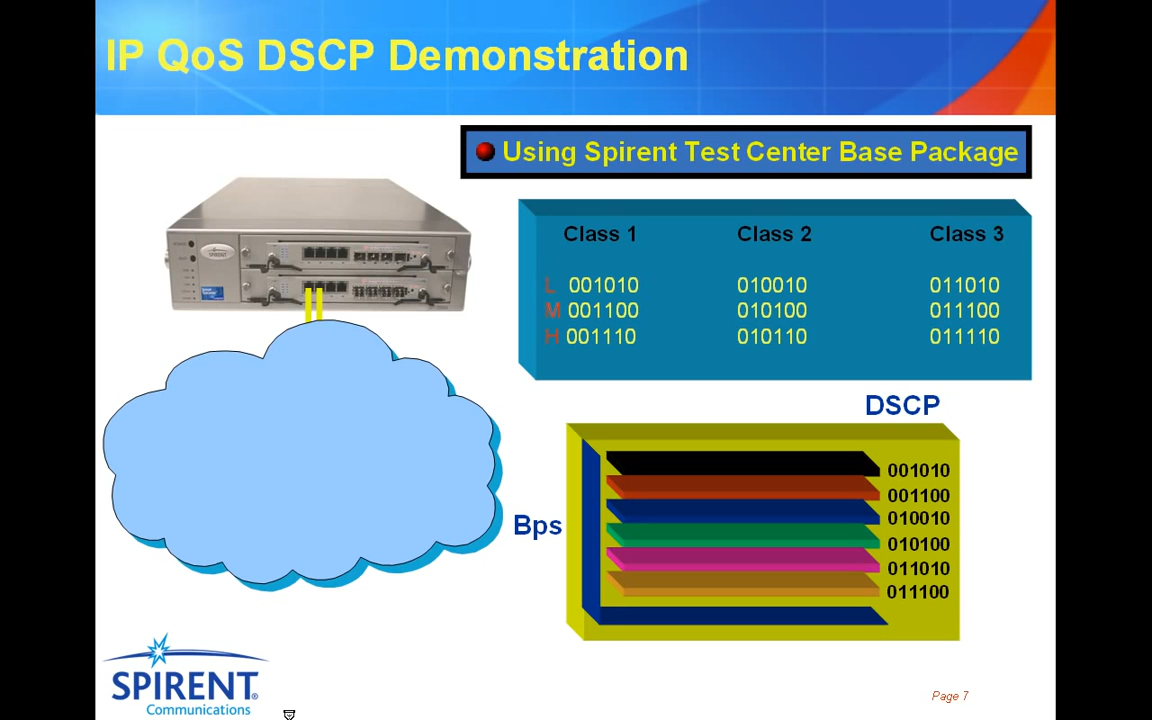 IP QoS DSCP Demonstration
Using Spirent Test Center Base Package
Class 1 Class 2 Class 3
L 001010 010010 011010
M 001100 010100 011100
H 001110 010110 011110
DSCP
001010
001100
010010
010100
011010
011100
Bps
SPIRENT
Communications
Page 7